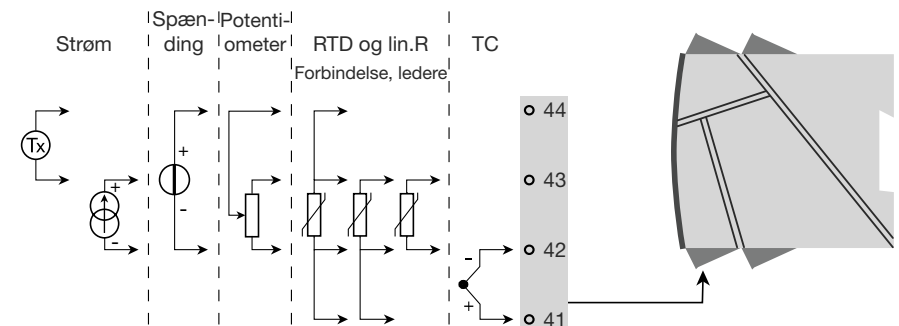 Strøm
Spæn-
ding
Potenti-
ometer
RTD og lin.R
Forbindelse, ledere
TC
Tx
+
-
+
-
-
+
44
43
42
41